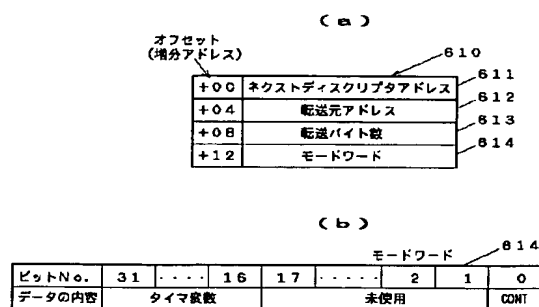 (a)
オフセット
(増分アドレス)
610
+00 ネクストディスクリプタアドレス 611
+04 転送元アドレス 612
+08 転送バイト数 613
+12 モードワード 614
(b)
モードワード 614
ビットNo. 31 ‥‥ 16 17 ‥‥‥ 2 1 0
データの内容 タイマ変数 未使用 CONT